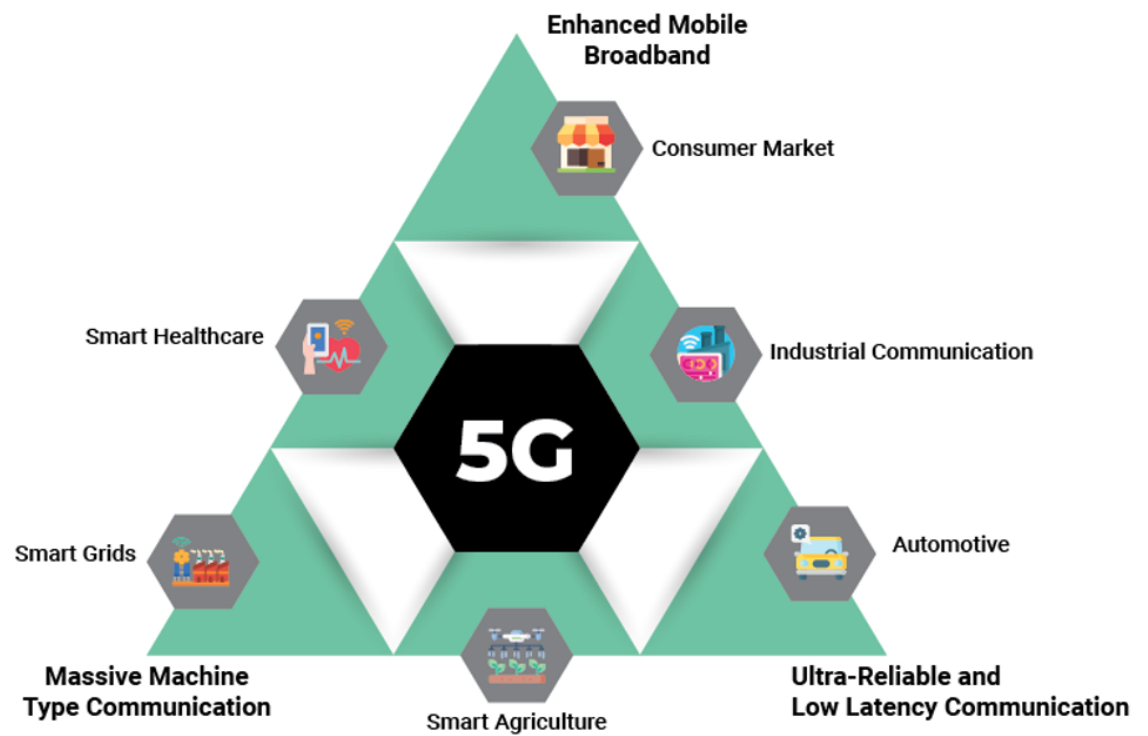 Enhanced Mobile
Broadband
Consumer Market
Smart Healthcare
Industrial Communication
5G
Smart Grids
Automotive
Massive Machine
Type Communication
Smart Agriculture
Ultra-Reliable and
Low Latency Communication